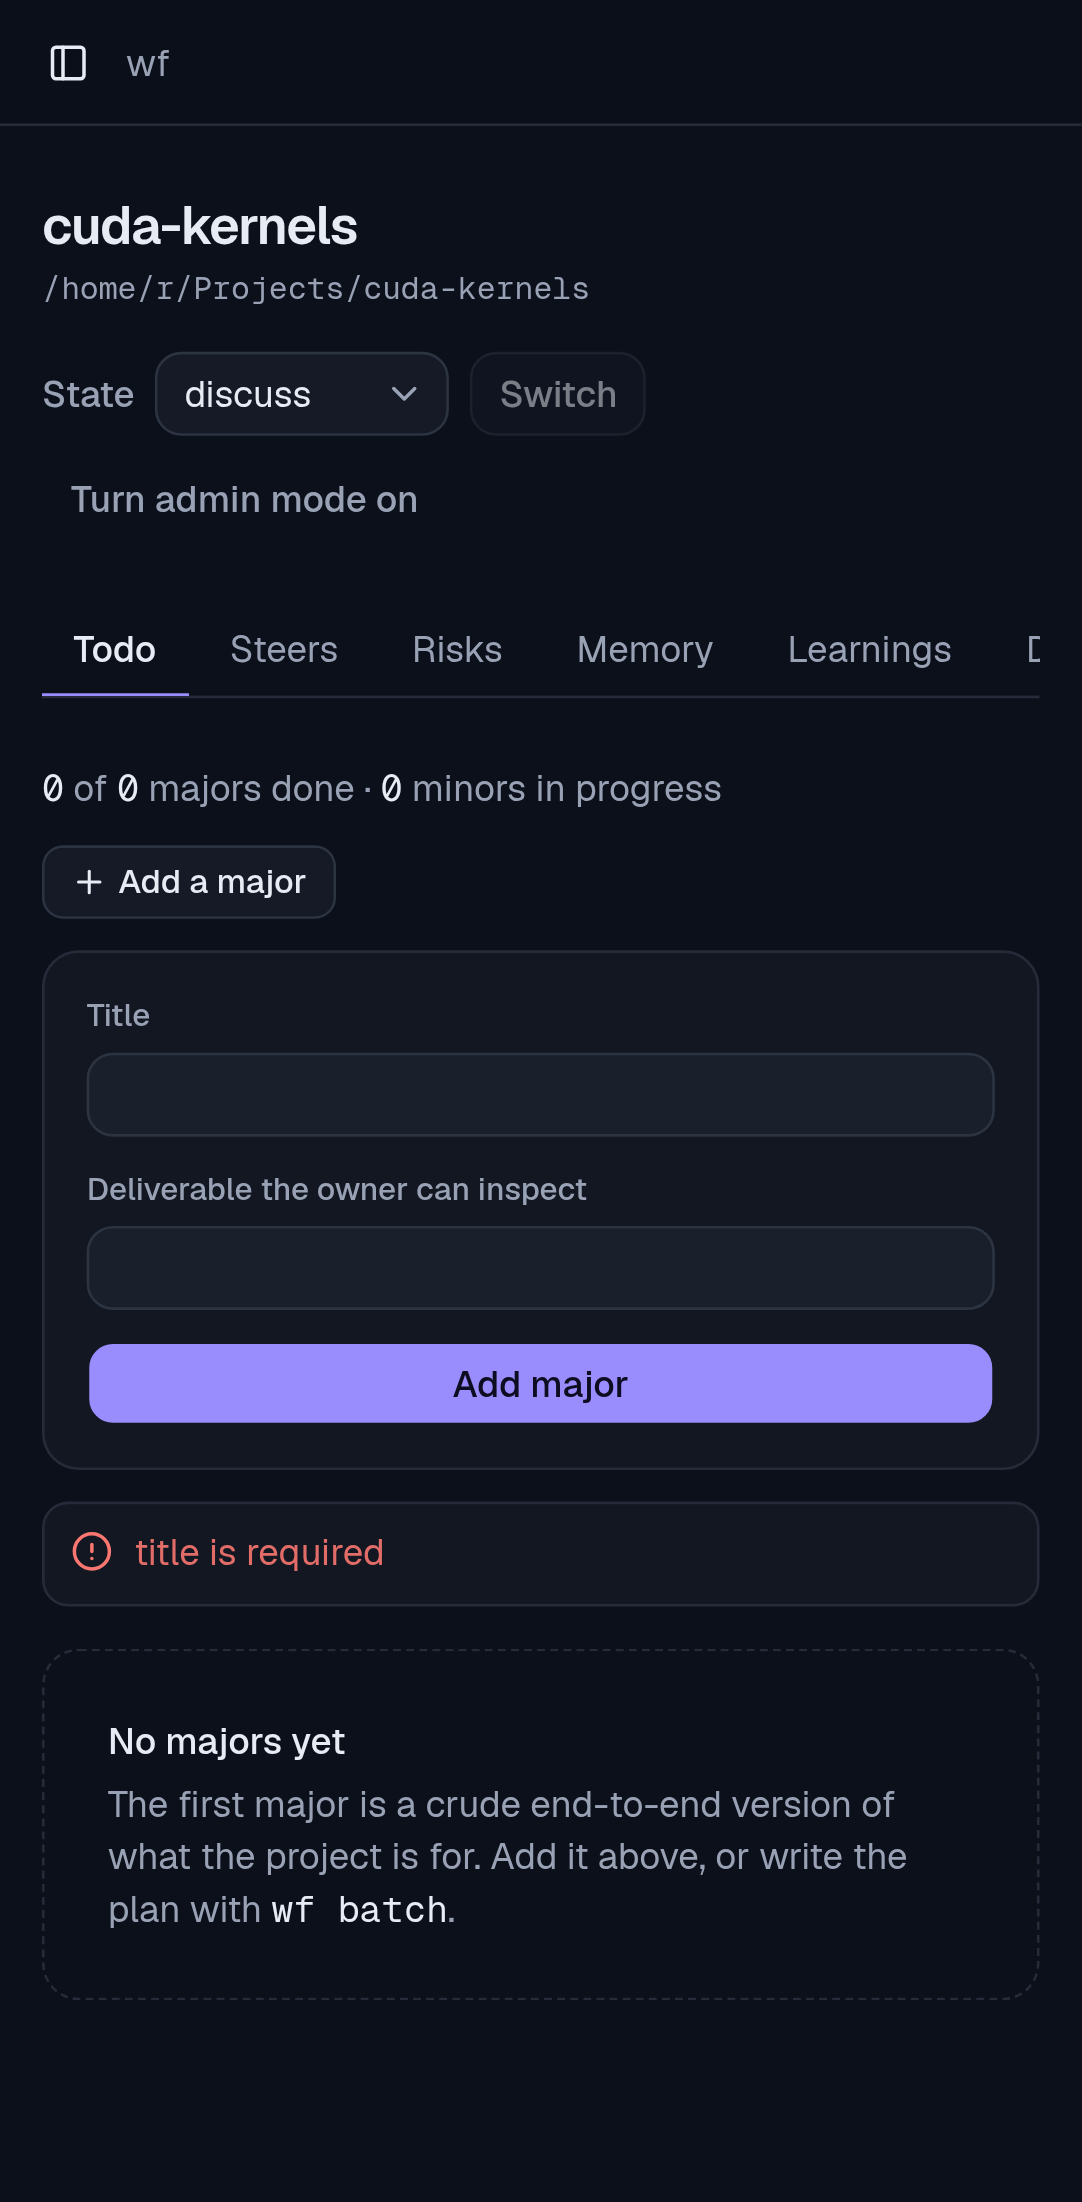 wf
cuda-kernels
/home/r/Projects/cuda-kernels
State discuss Switch
Turn admin mode on
Todo Steers Risks Memory Learnings
0 of 0 majors done · 0 minors in progress
+ Add a major
Title
Deliverable the owner can inspect
Add major
title is required
No majors yet
The first major is a crude end-to-end version of
what the project is for. Add it above, or write the
plan with wf batch.